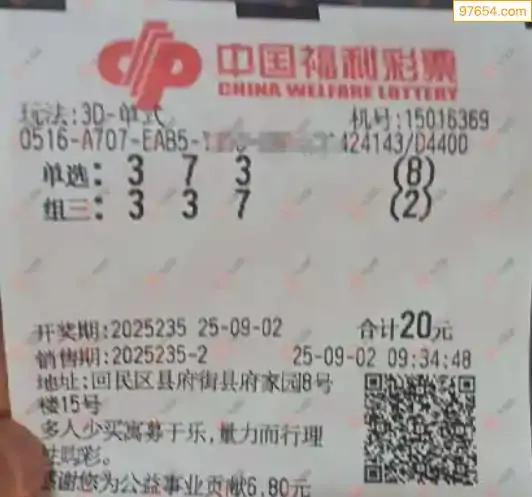 97654.com
中国福利彩票
CHINA WELFARE LOTTERY
玩法:3D-单式 机号:15016369
0516-A707-EAB5- 424143/D4400
单选: 3 7 3 (8)
组三: 3 3 7 (2)
开奖期:2025235 25-09-02 合计20元
销售期:2025235-2 25-09-02 09:34:48
地址:回民区县府街县府家园8号
楼15号
多人少买寓募于乐,量力而行理
性购彩。
感谢您为公益事业贡献6.80元